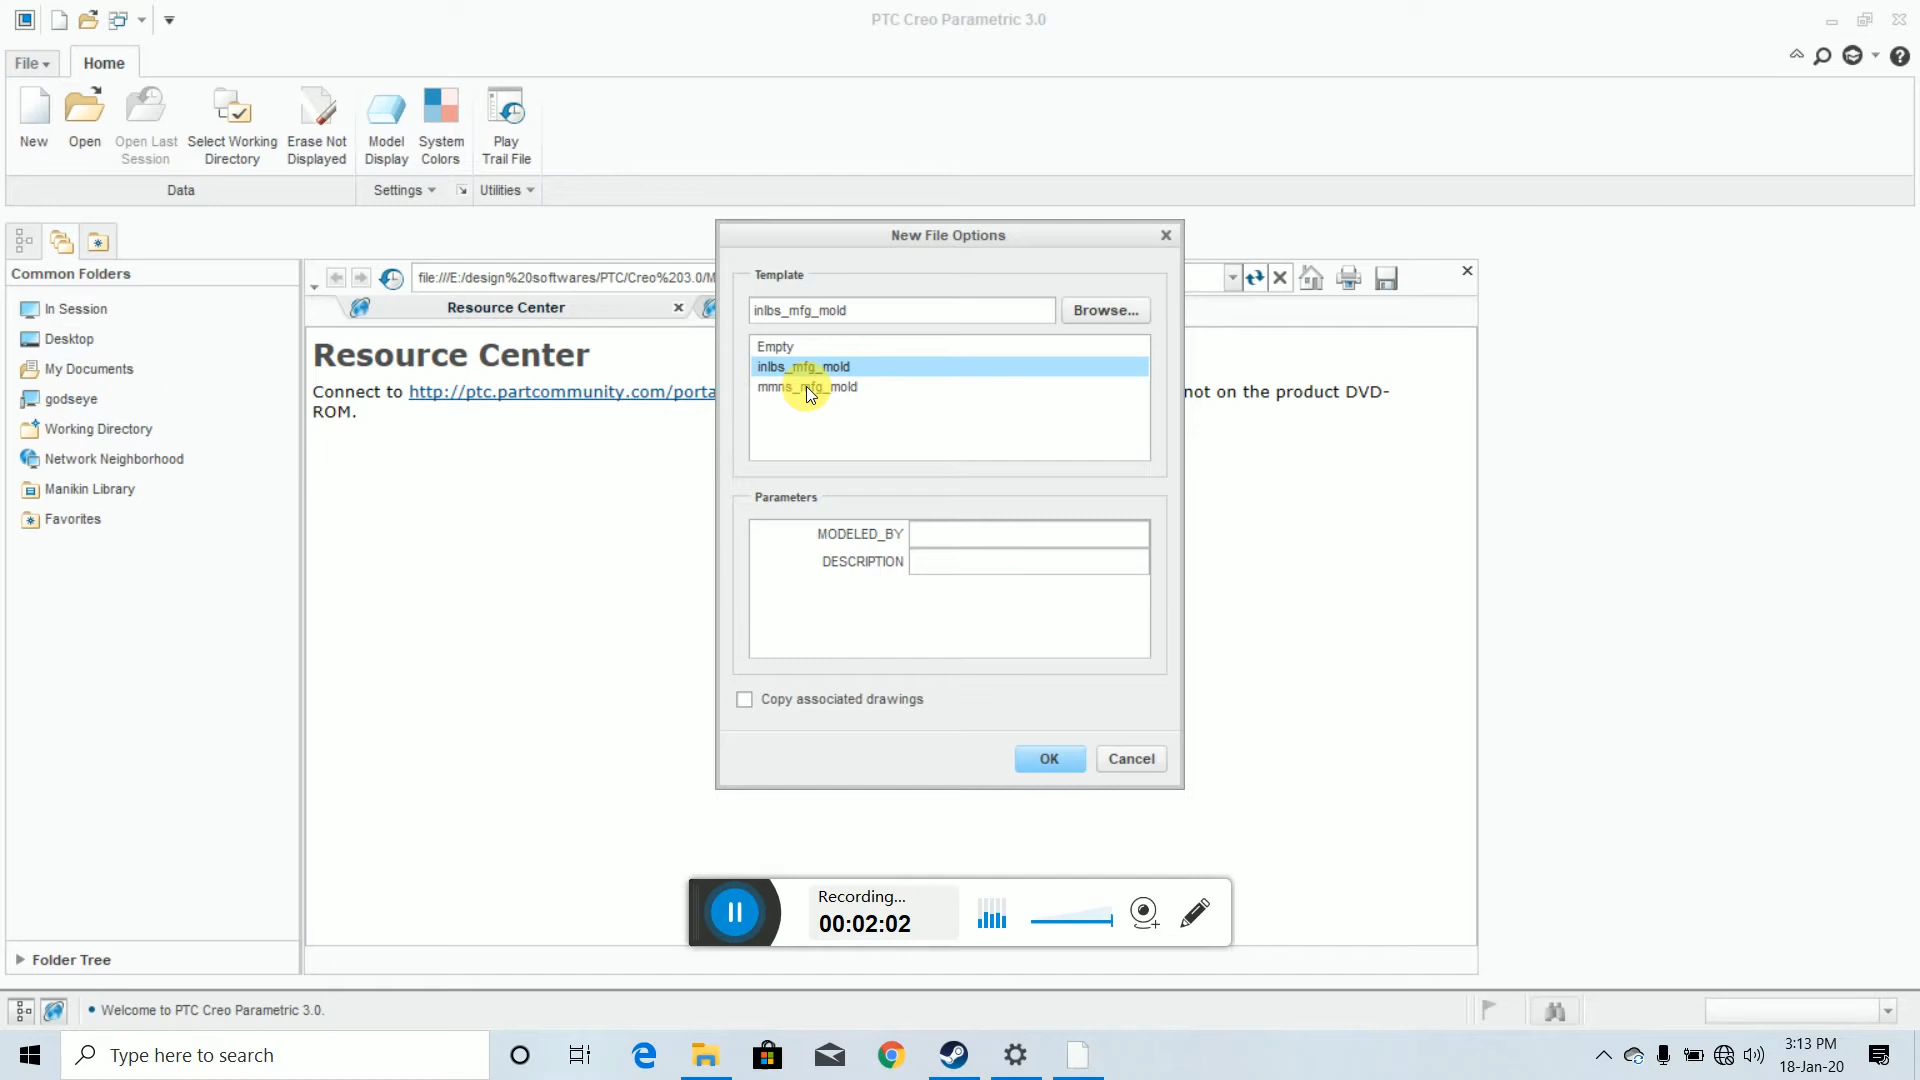 PTC Creo Parametric 3.0
File
Home
New
Open
Open Last Session
Select Working Directory
Erase Not Displayed
Model Display
System Colors
Play Trail File
Data
Settings
Utilities
Common Folders
In Session
Desktop
My Documents
godseye
Working Directory
Network Neighborhood
Manikin Library
Favorites
Folder Tree
file:///E:/design%20softwares/PTC/Creo%203.0/M
Resource Center
Resource Center
Connect to http://ptc.partcommunity.com/porta
not on the product DVD-
ROM.
New File Options
Template
inlbs_mfg_mold
Browse...
Empty
inlbs_mfg_mold
mmns_mfg_mold
Parameters
MODELED_BY
DESCRIPTION
Copy associated drawings
OK
Cancel
Recording...
00:02:02
• Welcome to PTC Creo Parametric 3.0.
Type here to search
3:13 PM
18-Jan-20